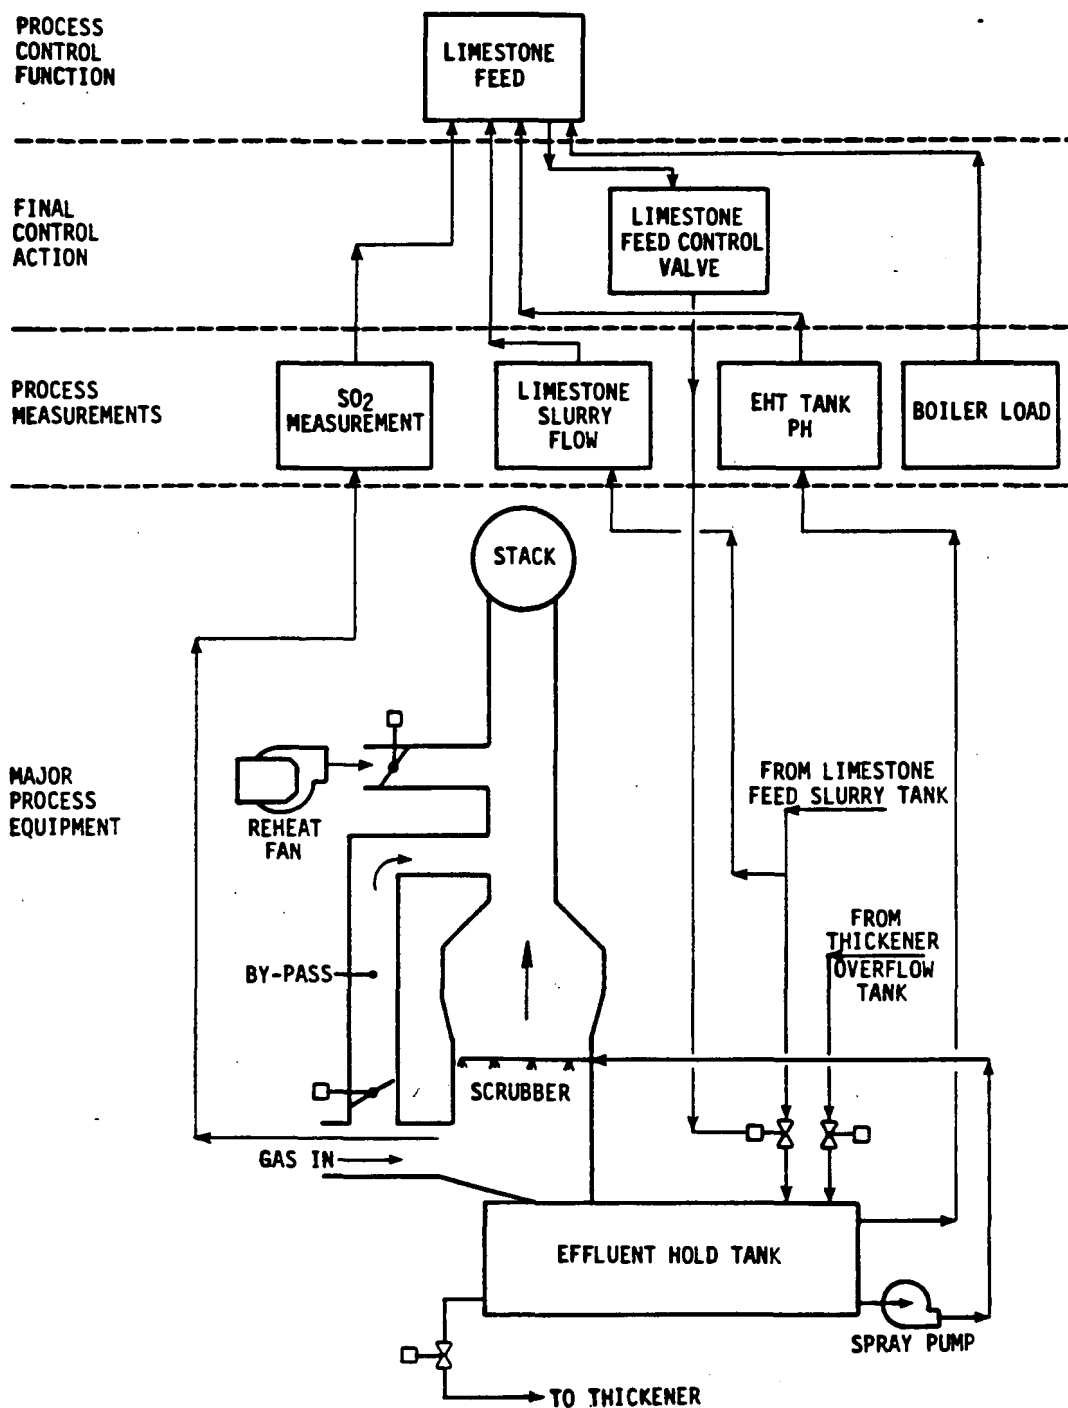 PROCESS
CONTROL
FUNCTION
LIMESTONE
FEED
FINAL
CONTROL
ACTION
LIMESTONE
FEED CONTROL
VALVE
PROCESS
MEASUREMENTS
SO2
MEASUREMENT
LIMESTONE
SLURRY
FLOW
EHT TANK
PH
BOILER LOAD
STACK
MAJOR
PROCESS
EQUIPMENT
REHEAT
FAN
FROM LIMESTONE
FEED SLURRY TANK
FROM
THICKENER
OVERFLOW
TANK
BY-PASS
SCRUBBER
GAS IN
EFFLUENT HOLD TANK
SPRAY PUMP
TO THICKENER